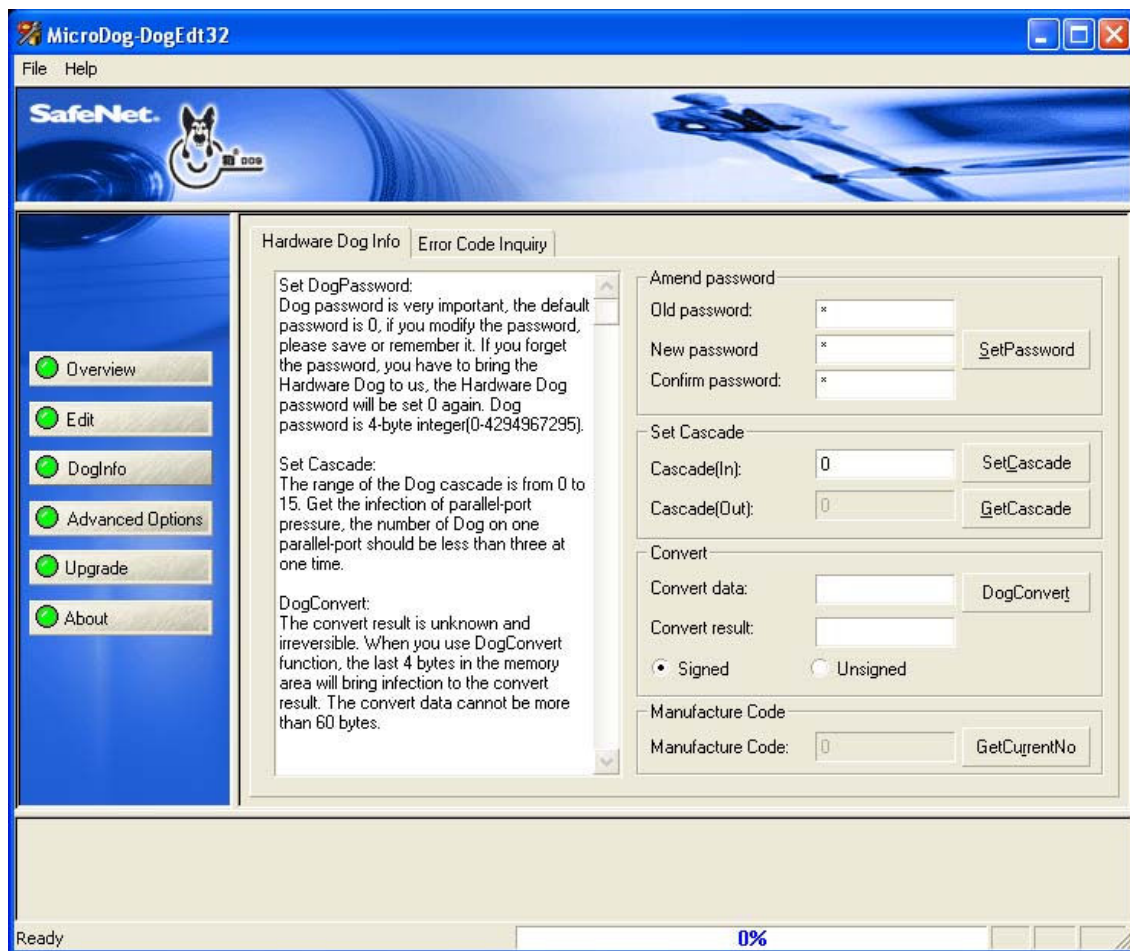 MicroDog-DogEdt32
File Help
SafeNet.
DOG
Overview
Edit
DogInfo
Advanced Options
Upgrade
About
Hardware Dog Info
Error Code Inquiry
Set DogPassword:
Dog password is very important, the default
password is 0, if you modify the password,
please save or remember it. If you forget
the password, you have to bring the
Hardware Dog to us, the Hardware Dog
password will be set 0 again. Dog
password is 4-byte integer(0-4294967295).
Set Cascade:
The range of the Dog cascade is from 0 to
15. Get the infection of parallel-port
pressure, the number of Dog on one
parallel-port should be less than three at
one time.
DogConvert:
The convert result is unknown and
irreversible. When you use DogConvert
function, the last 4 bytes in the memory
area will bring infection to the convert
result. The convert data cannot be more
than 60 bytes.
Amend password
Old password: *
New password *
SetPassword
Confirm password: *
Set Cascade
Cascade(In): 0 SetCascade
Cascade(Out): 0 GetCascade
Convert
Convert data: DogConvert
Convert result:
Signed Unsigned
Manufacture Code
Manufacture Code: 0 GetCurrentNo
Ready 0%